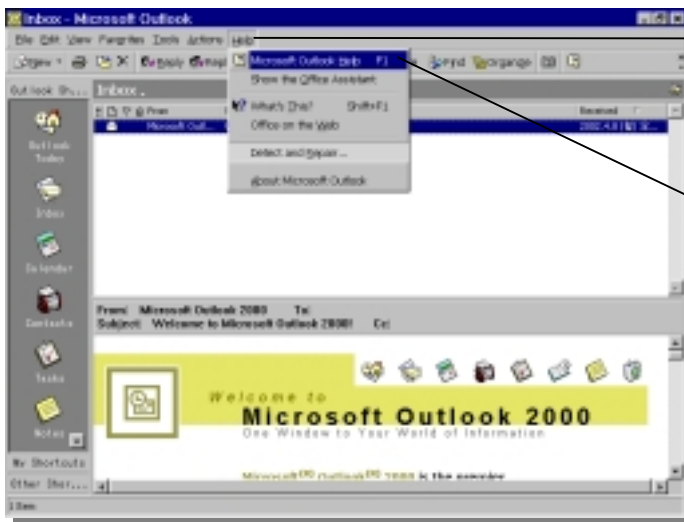 Inbox - Microsoft Outlook
File Edit View Favorites Tools Actions Help
New Reply Send Organize
Microsoft Outlook Help F1
Show the Office Assistant
What's This? Shift+F1
Office on the Web
Detect and Repair...
About Microsoft Outlook
Outlook Sh... Inbox.
From Received
Microsoft Outl...
Outlook
Today
Inbox
Calendar
Contacts
Tasks
Notes
My Shortcuts
Other Shor...
From: Microsoft Outlook 2000 To:
Subject: Welcome to Microsoft Outlook 2000! Cc:
Welcome to
Microsoft Outlook 2000
One Window to Your World of Information
Microsoft(R) Outlook(R) 2000 is the premier
1 Item